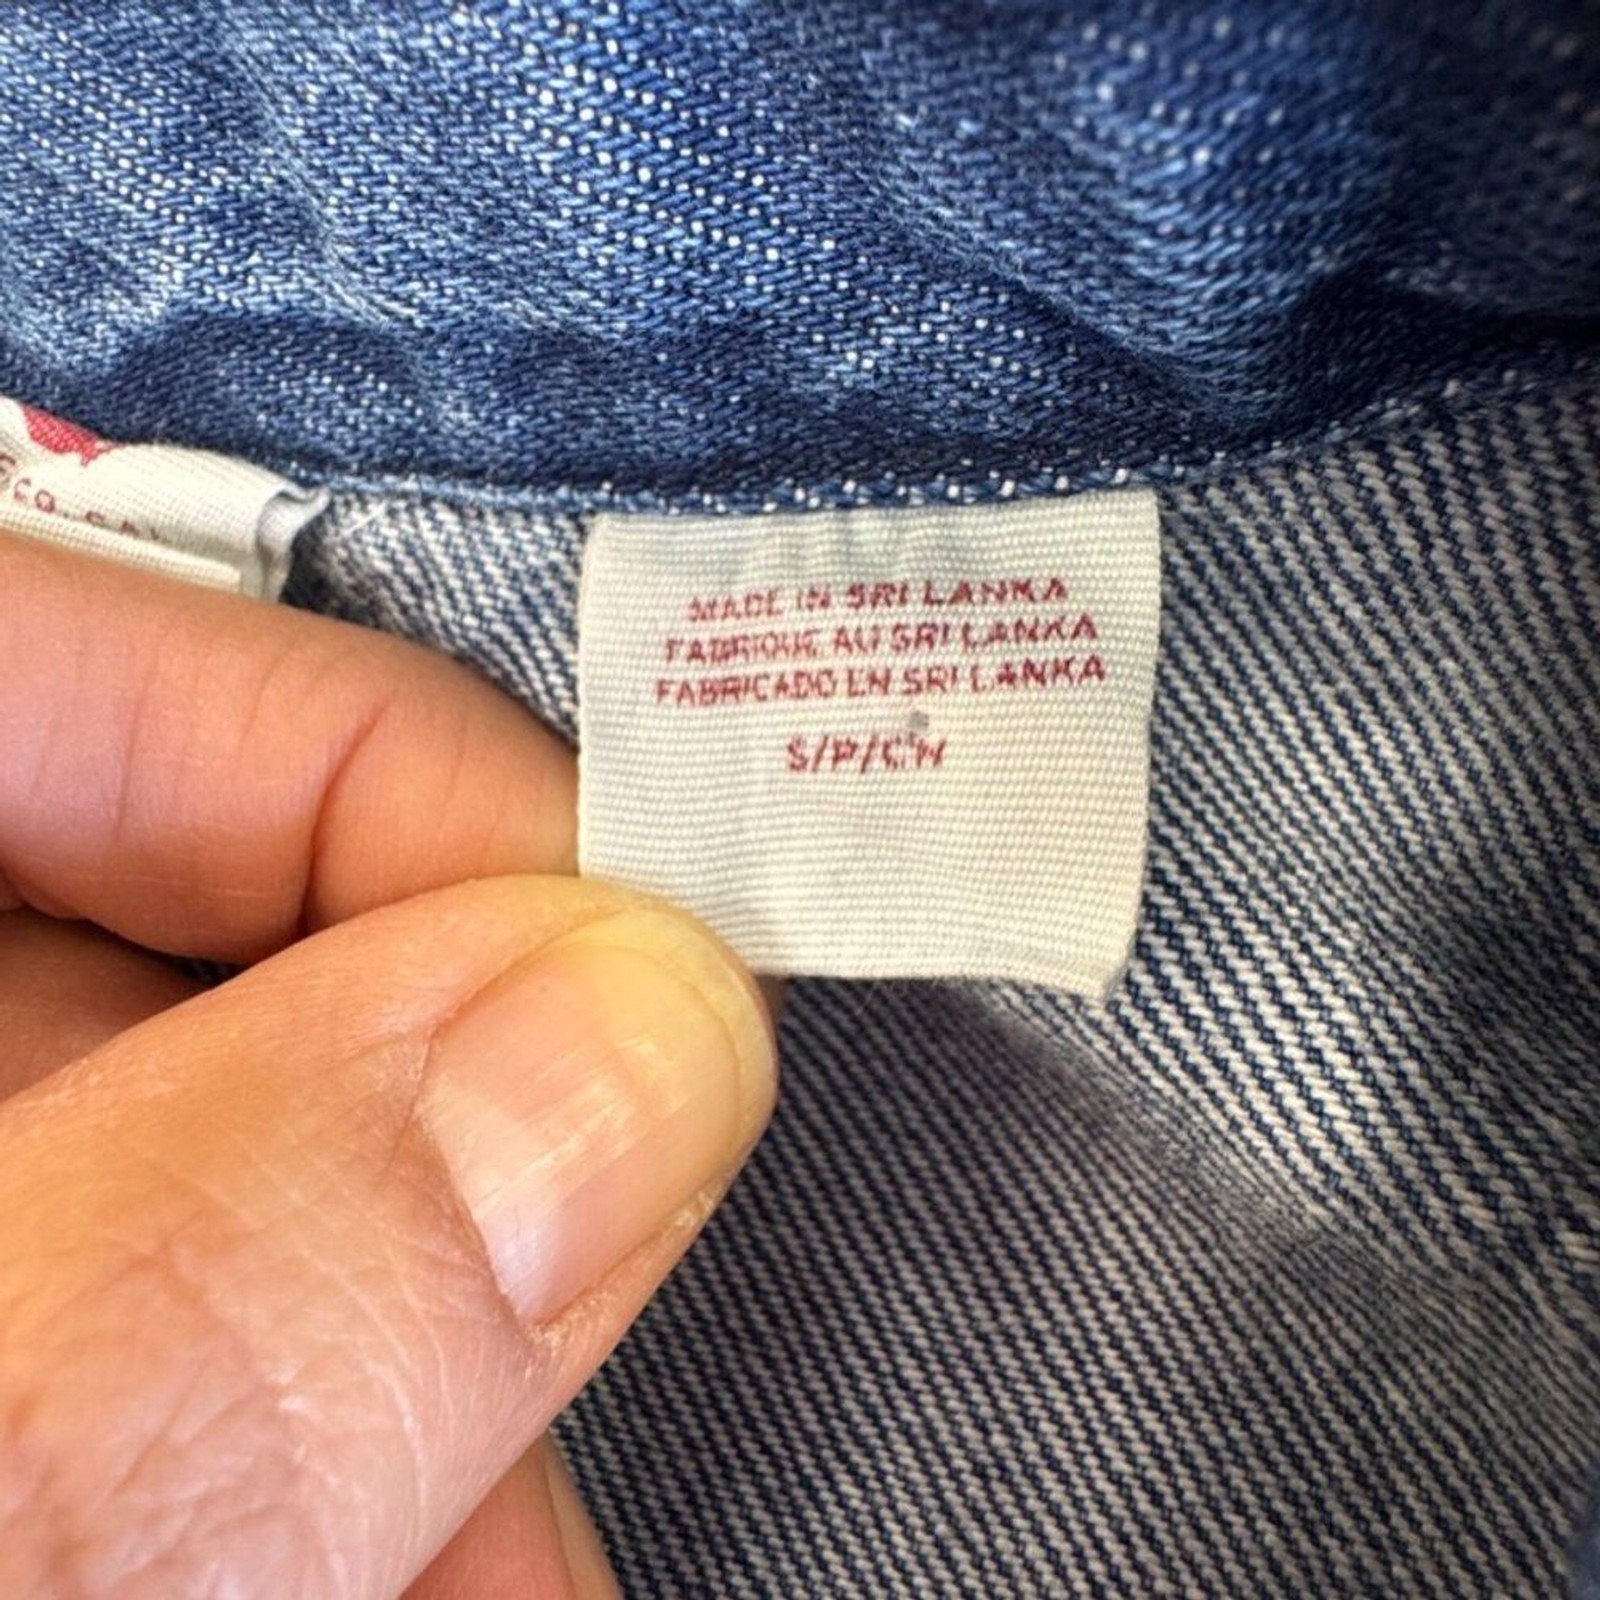 MADE IN SRI LANKA
FABRIQUE AU SRI LANKA
FABRICADO EN SRI LANKA
S/P/CH